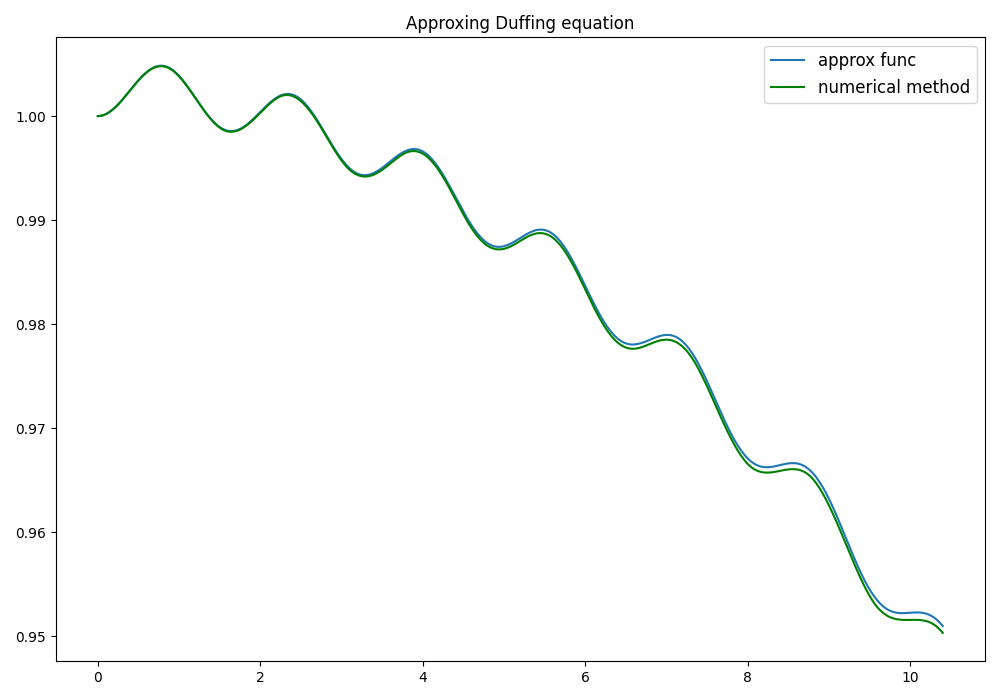 Approxing Duffing equation
approx func
numerical method
1.00
0.99
0.98
0.97
0.96
0.95
0 2 4 6 8 10